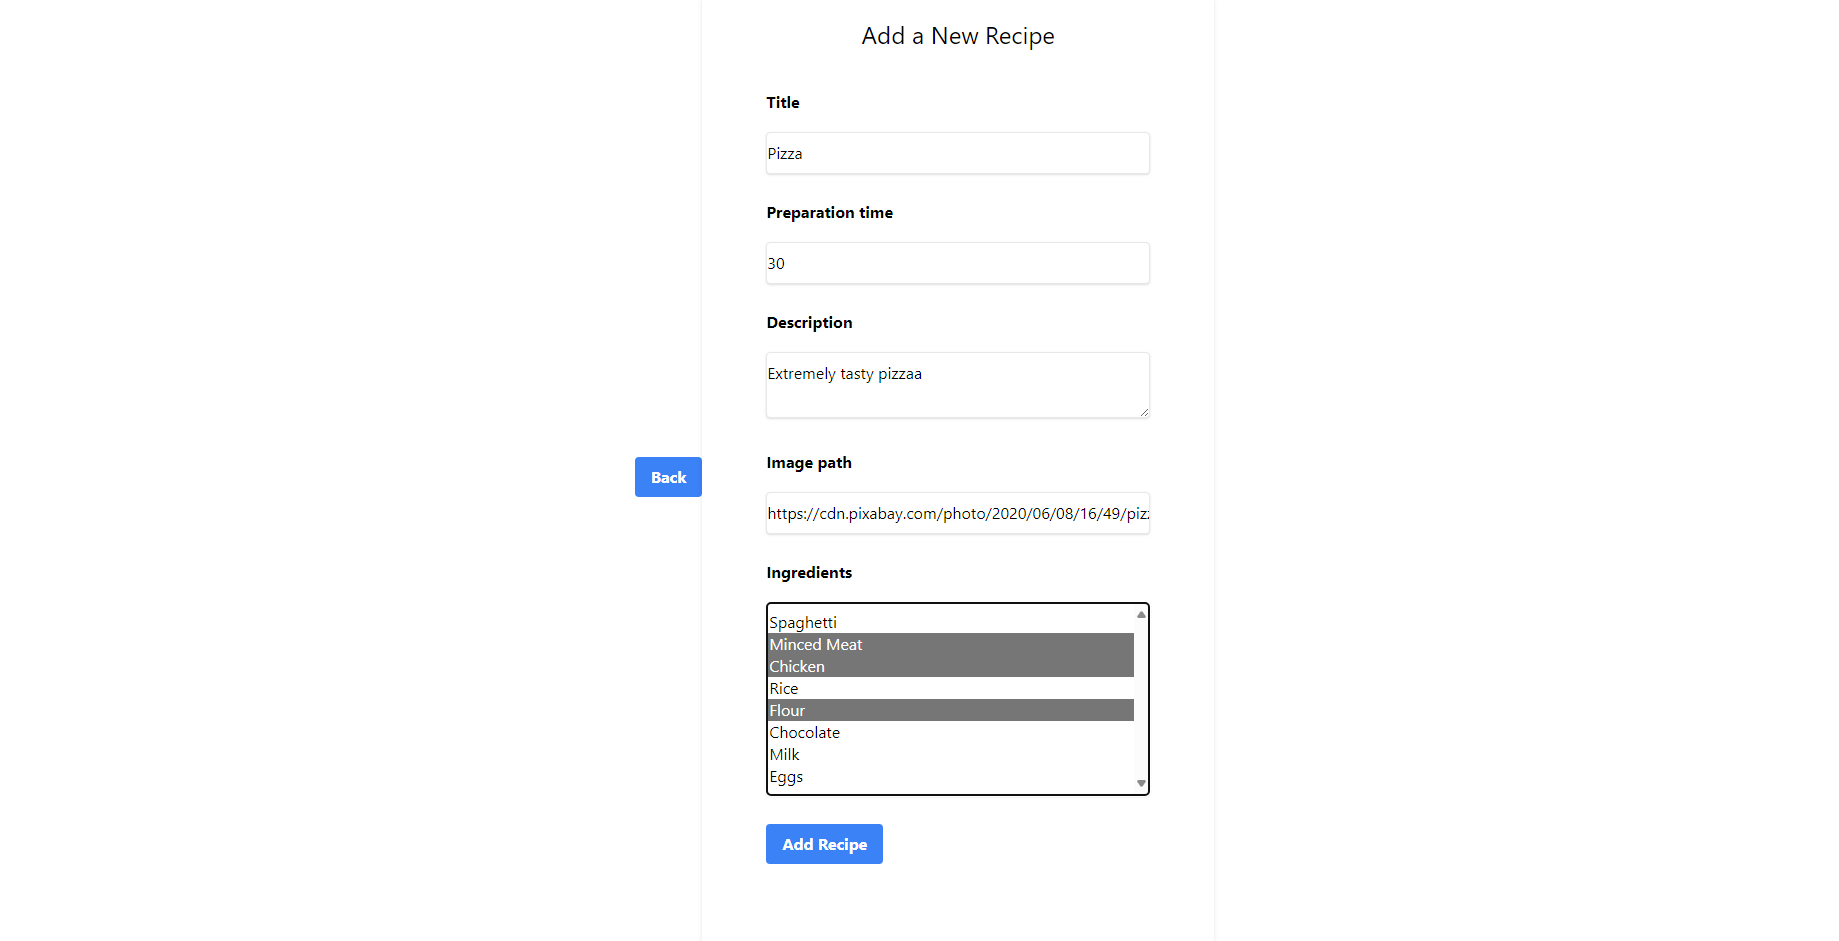 Add a New Recipe
Title
Pizza
Preparation time
30
Description
Extremely tasty pizzaa
Back
Image path
https://cdn.pixabay.com/photo/2020/06/08/16/49/piz
Ingredients
Spaghetti
Minced Meat
Chicken
Rice
Flour
Chocolate
Milk
Eggs
Add Recipe